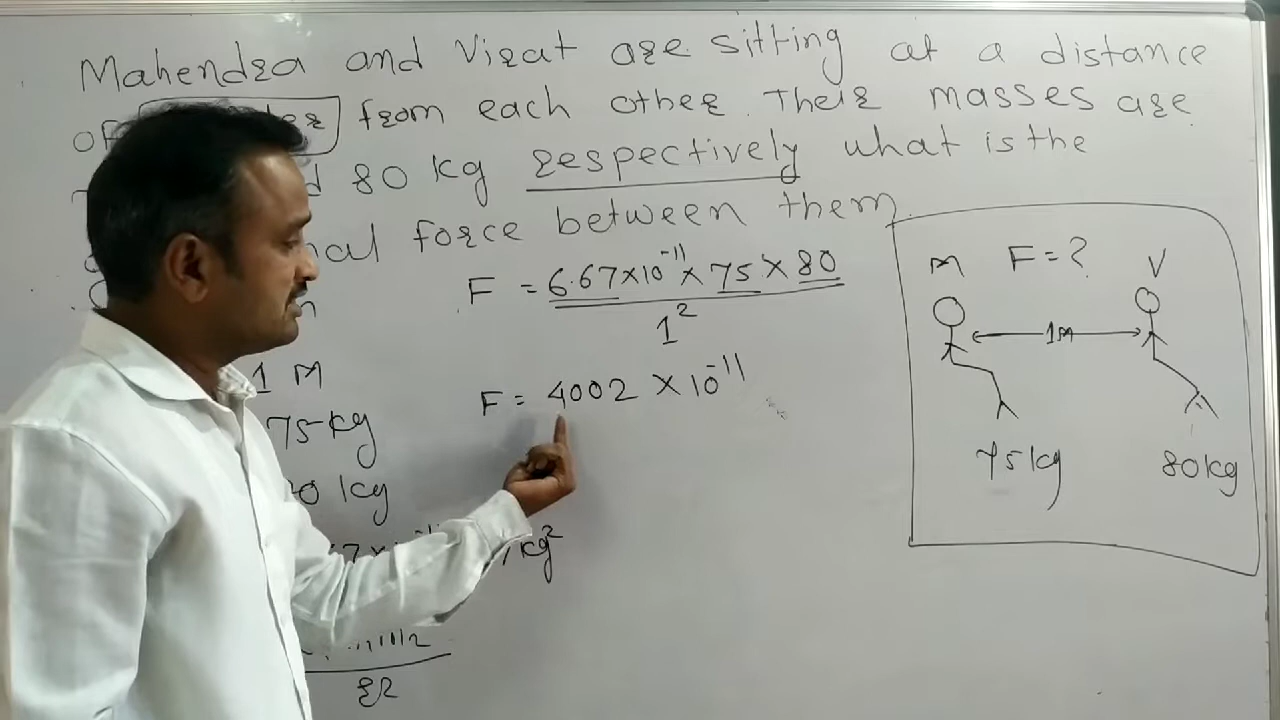 Mahendra and Virat are sitting at a distance
of from each other. Their masses are
80 kg respectively what is the
force between them
F = 6.67×10⁻¹¹ × 75 × 80
1²
F = 4002 × 10⁻¹¹
1 M
75 kg
kg
kg²
M F = ? V
1M
75 kg 80 kg